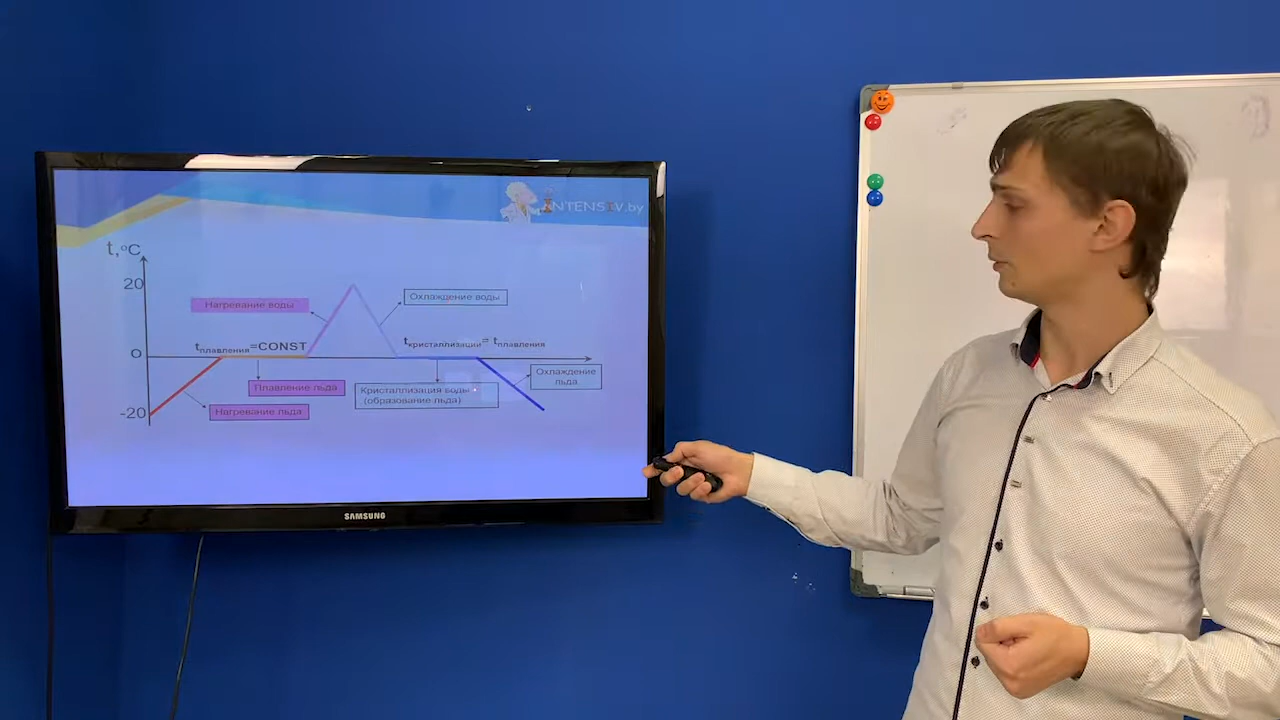 INTENSIV.by
t,°C
20
Нагревание воды
Охлаждение воды
tплавления=CONST
tкристаллизации= tплавления
0
Плавление льда
Кристаллизация воды
(образование льда)
Охлаждение
льда
-20
Нагревание льда
SAMSUNG